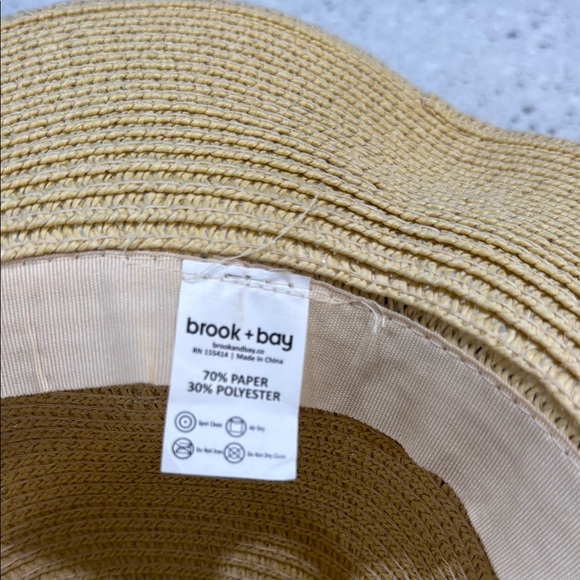 brook + bay
brookandbay.co
RN 155414 | Made in China
70% PAPER
30% POLYESTER
Spot Clean Air Dry
Do Not Iron Do Not Dry Clean